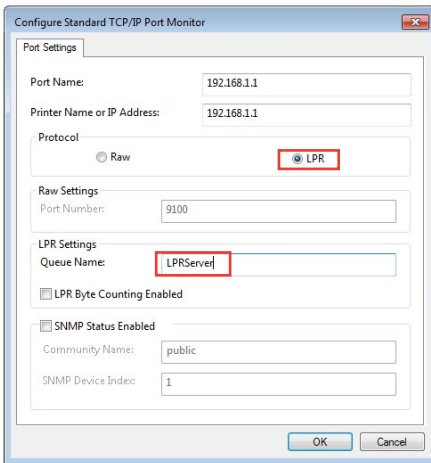 Configure Standard TCP/IP Port Monitor
Port Settings
Port Name: 192.168.1.1
Printer Name or IP Address: 192.168.1.1
Protocol
Raw LPR
Raw Settings
Port Number: 9100
LPR Settings
Queue Name: LPRServer
LPR Byte Counting Enabled
SNMP Status Enabled
Community Name: public
SNMP Device Index: 1
OK Cancel